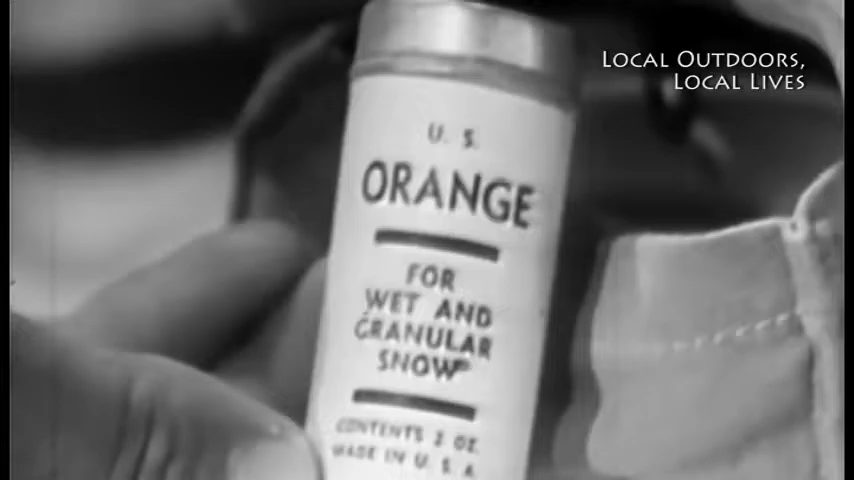 LOCAL OUTDOORS,
LOCAL LIVES
U. S.
ORANGE
FOR
WET AND
GRANULAR
SNOW
CONTENTS 2 OZ.
MADE IN U. S. A.